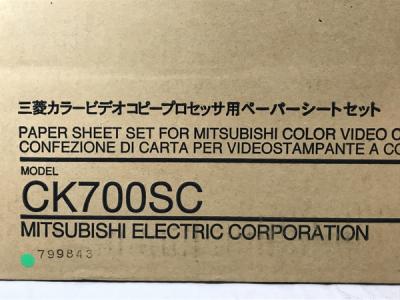 三菱カラービデオコピープロセッサ用ペーパーシートセット
PAPER SHEET SET FOR MITSUBISHI COLOR VIDEO
CONFEZIONE DI CARTA PER VIDEOSTAMPANTE A
MODEL
CK700SC
MITSUBISHI ELECTRIC CORPORATION
799843